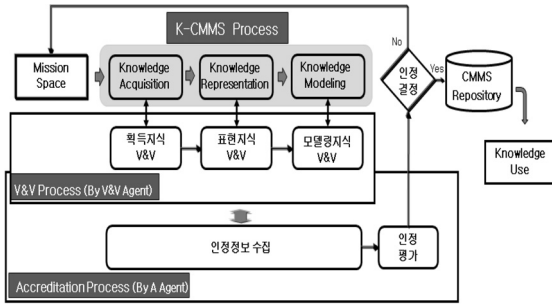 K-CMMS Process
Mission
Space
Knowledge
Acquisition
Knowledge
Representation
Knowledge
Modeling
No
인정
결정
Yes
CMMS
Repository
획득지식
V&V
표현지식
V&V
모델링지식
V&V
Knowledge
Use
V&V Process (By V&V Agent)
인정정보 수집
인정
평가
Accreditation Process (By A Agent)